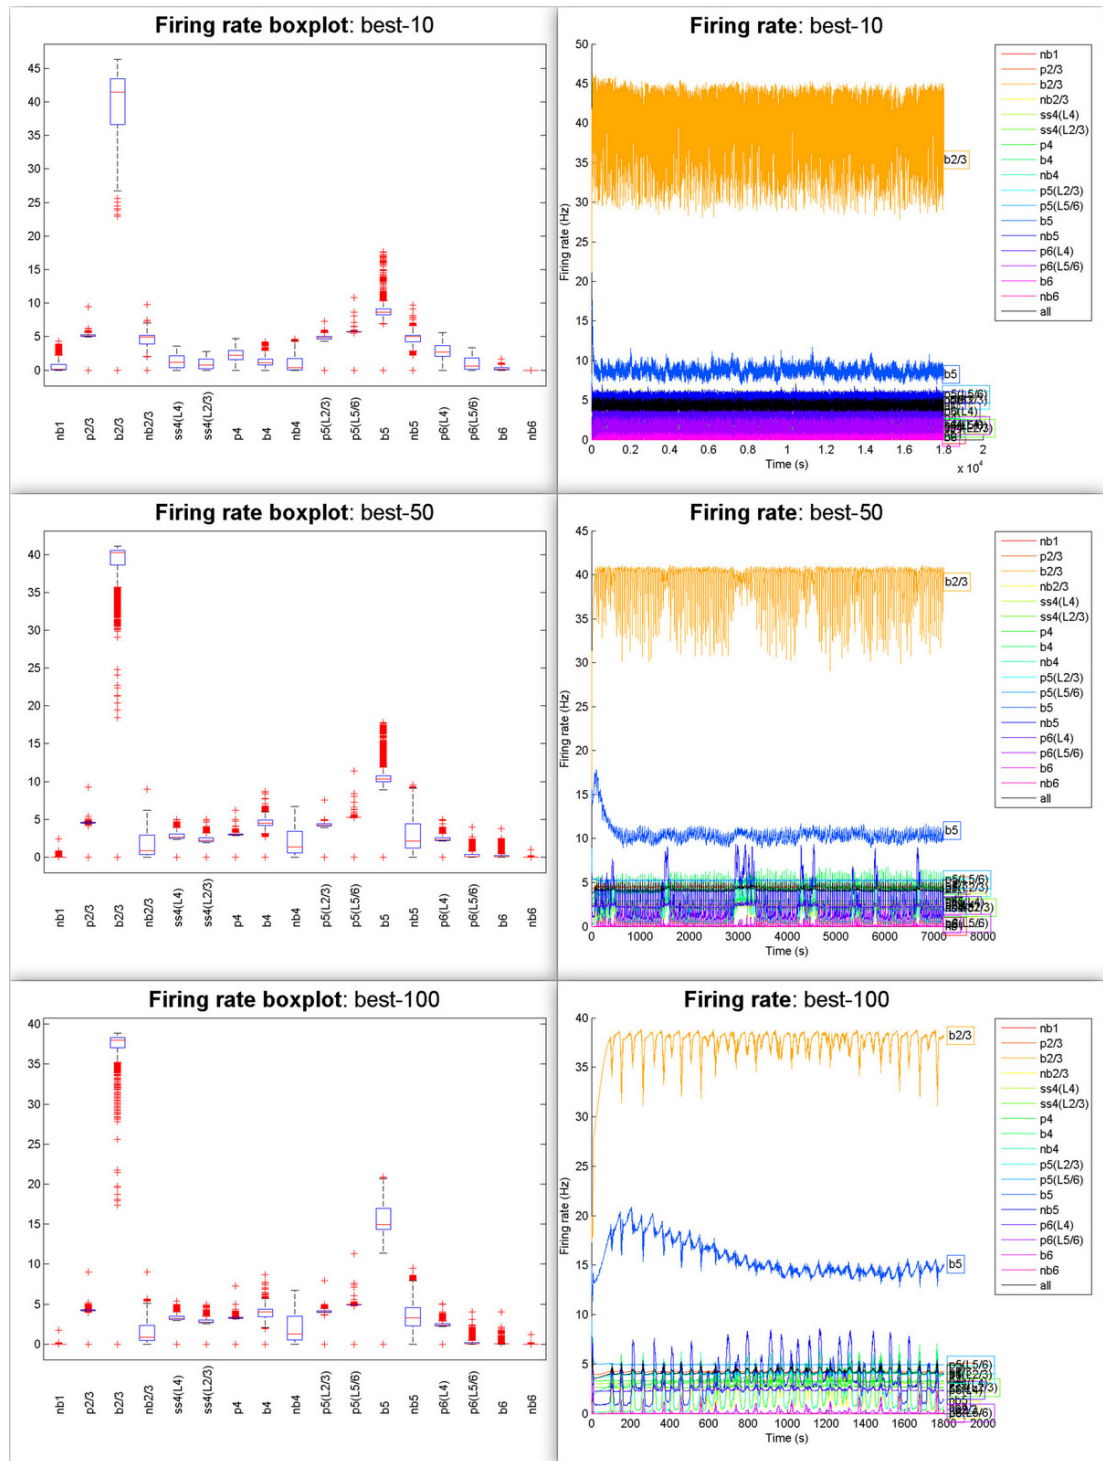 Firing rate boxplot: best-10
45
40
35
30
25
20
15
10
5
0
nb1 p2/3 b2/3 nb2/3 ss4(L4) ss4(L2/3) p4 b4 nb4 p5(L2/3) p5(L5/6) b5 nb5 p6(L4) p6(L5/6) b6 nb6
Firing rate: best-10
50
45
40
35
30
25
20
15
10
5
0
Firing rate (Hz)
b2/3
b5
p5(L5/6)
0 0.2 0.4 0.6 0.8 1 1.2 1.4 1.6 1.8 2
Time (s)
x 10⁴
nb1
p2/3
b2/3
nb2/3
ss4(L4)
ss4(L2/3)
p4
b4
nb4
p5(L2/3)
p5(L5/6)
b5
nb5
p6(L4)
p6(L5/6)
b6
nb6
all
Firing rate boxplot: best-50
40
35
30
25
20
15
10
5
0
nb1 p2/3 b2/3 nb2/3 ss4(L4) ss4(L2/3) p4 b4 nb4 p5(L2/3) p5(L5/6) b5 nb5 p6(L4) p6(L5/6) b6 nb6
Firing rate: best-50
45
40
35
30
25
20
15
10
5
0
Firing rate (Hz)
b2/3
b5
p5(L5/6)
0 1000 2000 3000 4000 5000 6000 7000 8000
Time (s)
nb1
p2/3
b2/3
nb2/3
ss4(L4)
ss4(L2/3)
p4
b4
nb4
p5(L2/3)
p5(L5/6)
b5
nb5
p6(L4)
p6(L5/6)
b6
nb6
all
Firing rate boxplot: best-100
40
35
30
25
20
15
10
5
0
nb1 p2/3 b2/3 nb2/3 ss4(L4) ss4(L2/3) p4 b4 nb4 p5(L2/3) p5(L5/6) b5 nb5 p6(L4) p6(L5/6) b6 nb6
Firing rate: best-100
40
35
30
25
20
15
10
5
0
Firing rate (Hz)
b2/3
b5
p5(L5/6)
0 200 400 600 800 1000 1200 1400 1600 1800 2000
Time (s)
nb1
p2/3
b2/3
nb2/3
ss4(L4)
ss4(L2/3)
p4
b4
nb4
p5(L2/3)
p5(L5/6)
b5
nb5
p6(L4)
p6(L5/6)
b6
nb6
all